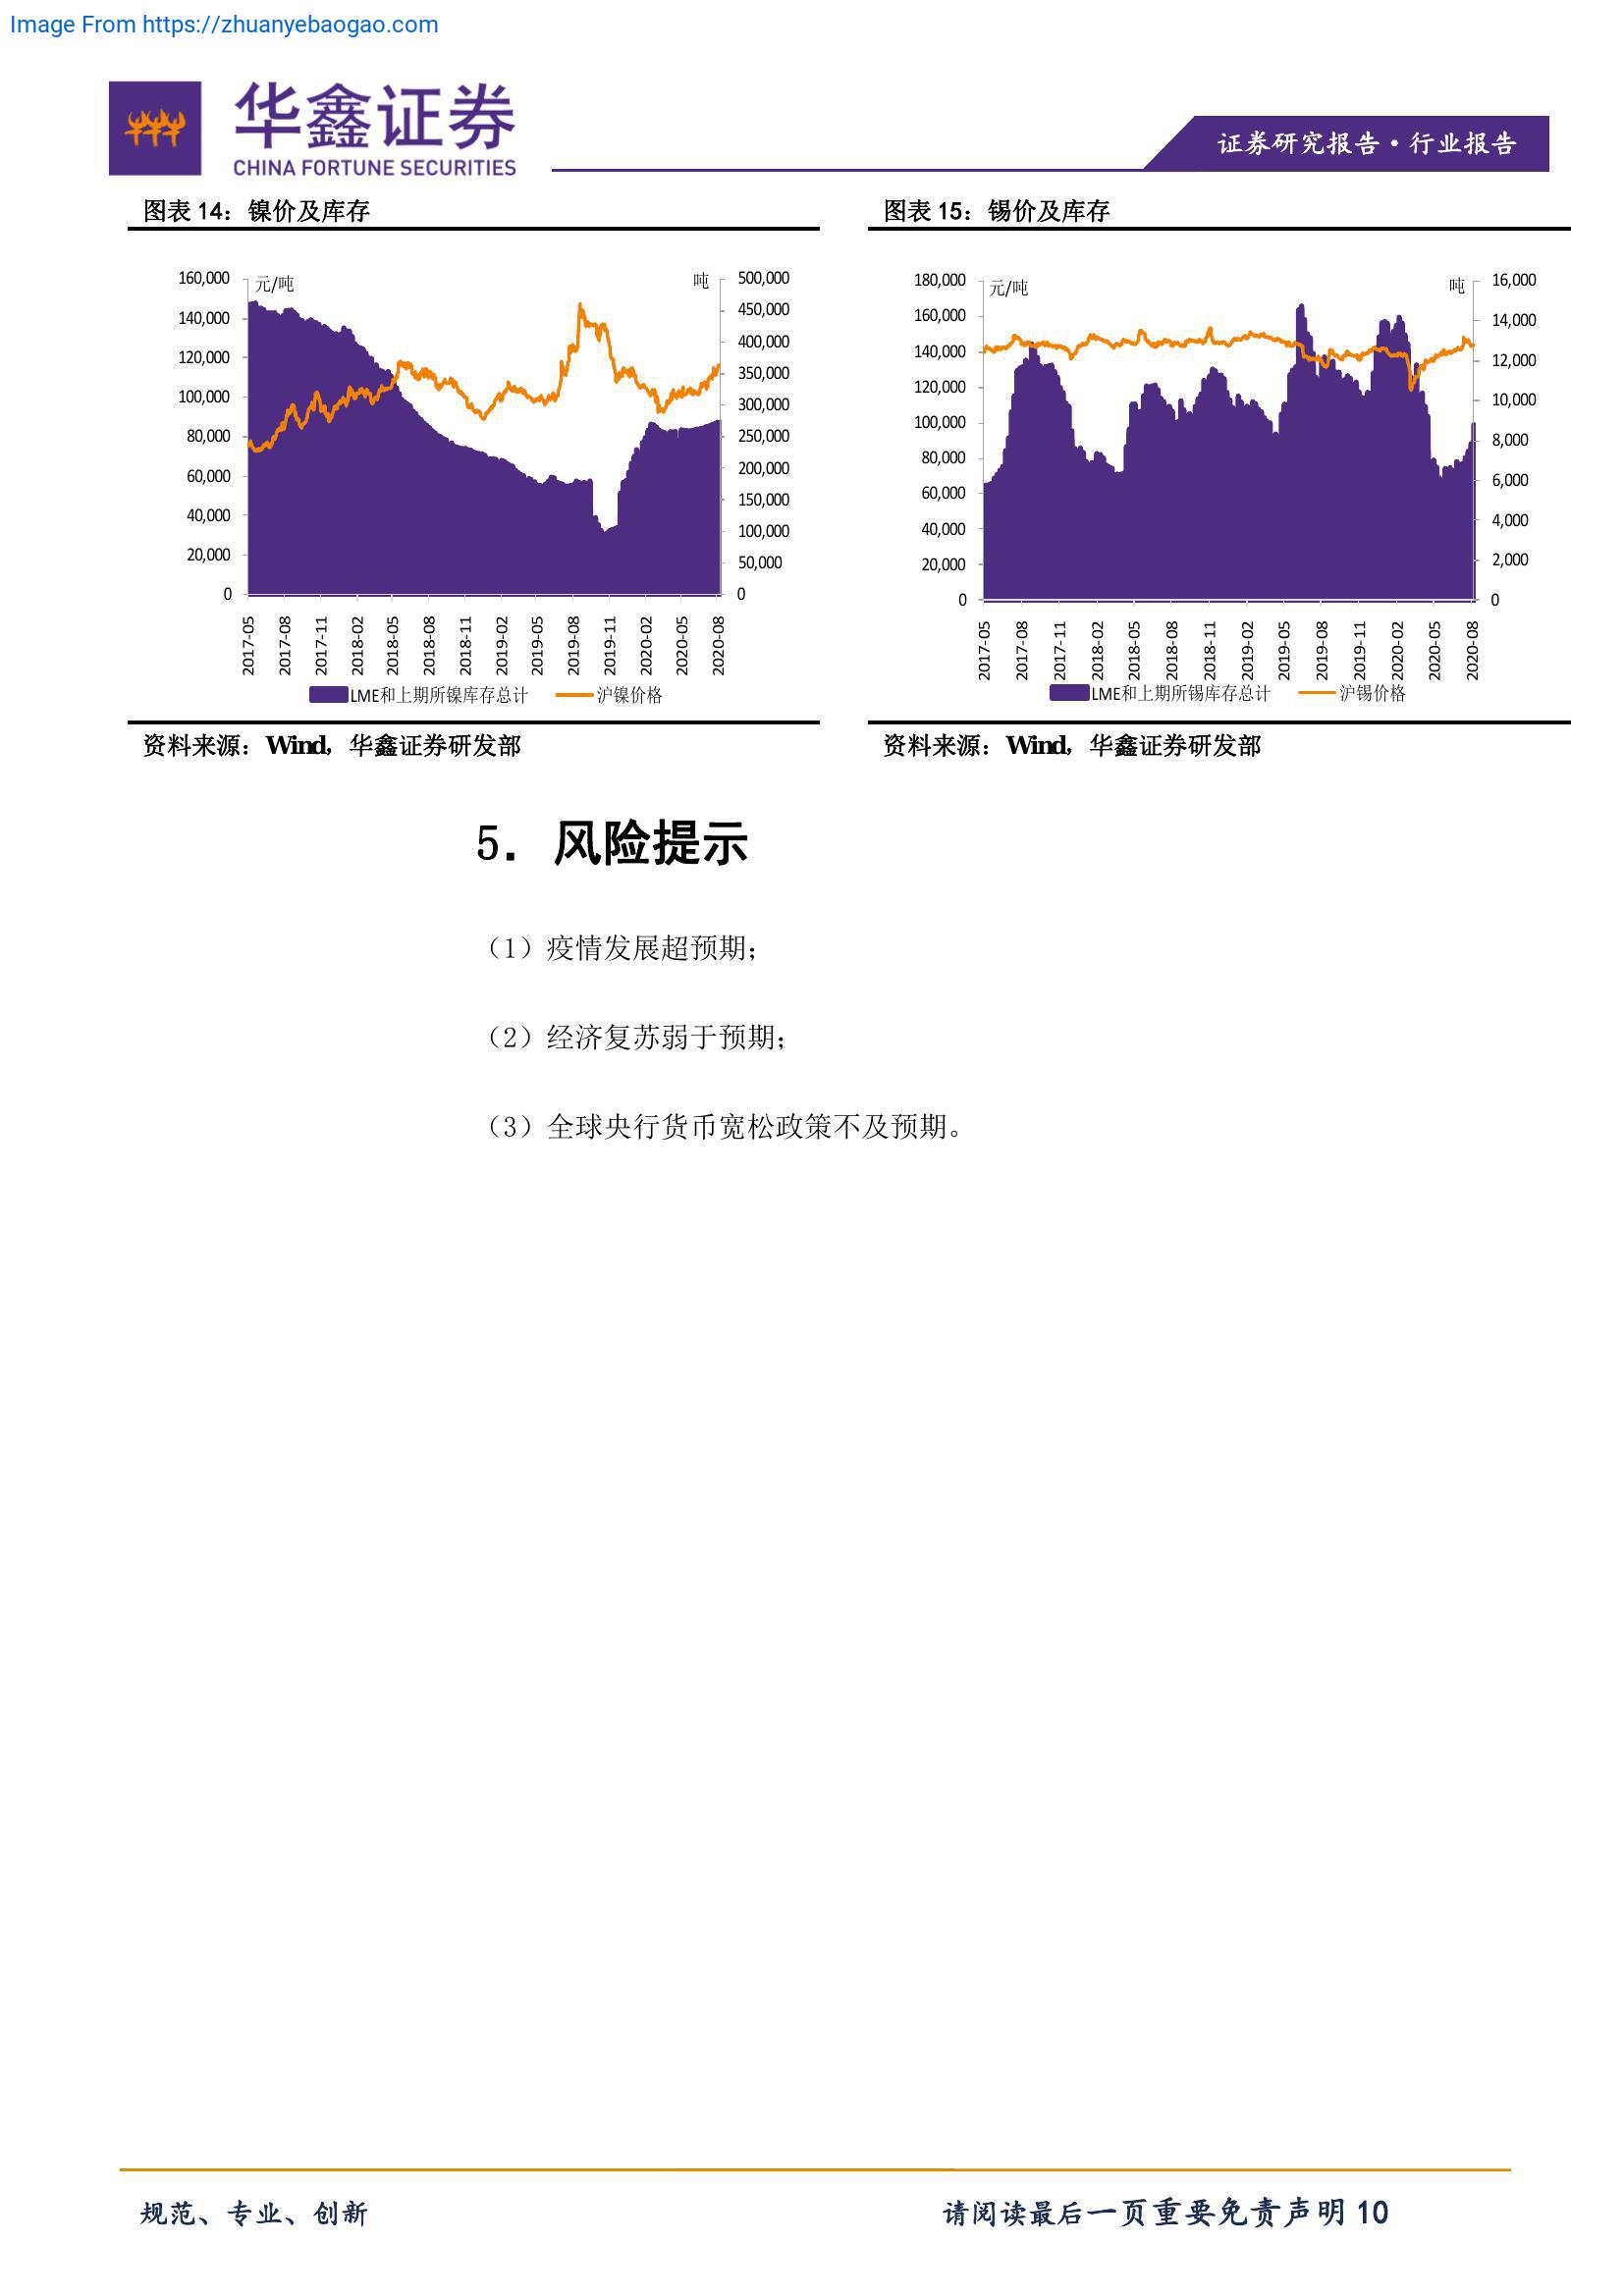 Image From https://zhuanyebaogao.com
华鑫证券
CHINA FORTUNE SECURITIES
证券研究报告·行业报告
图表 14：镍价及库存
元/吨
吨
160,000
140,000
120,000
100,000
80,000
60,000
40,000
20,000
0
500,000
450,000
400,000
350,000
300,000
250,000
200,000
150,000
100,000
50,000
0
2017-05 2017-08 2017-11 2018-02 2018-05 2018-08 2018-11 2019-02 2019-05 2019-08 2019-11 2020-02 2020-05 2020-08
LME和上期所镍库存总计 沪镍价格
资料来源：Wind，华鑫证券研发部
图表 15：锡价及库存
元/吨
吨
180,000
160,000
140,000
120,000
100,000
80,000
60,000
40,000
20,000
0
16,000
14,000
12,000
10,000
8,000
6,000
4,000
2,000
0
2017-05 2017-08 2017-11 2018-02 2018-05 2018-08 2018-11 2019-02 2019-05 2019-08 2019-11 2020-02 2020-05 2020-08
LME和上期所锡库存总计 沪锡价格
资料来源：Wind，华鑫证券研发部
5. 风险提示
（1）疫情发展超预期；
（2）经济复苏弱于预期；
（3）全球央行货币宽松政策不及预期。
规范、专业、创新
请阅读最后一页重要免责声明 10